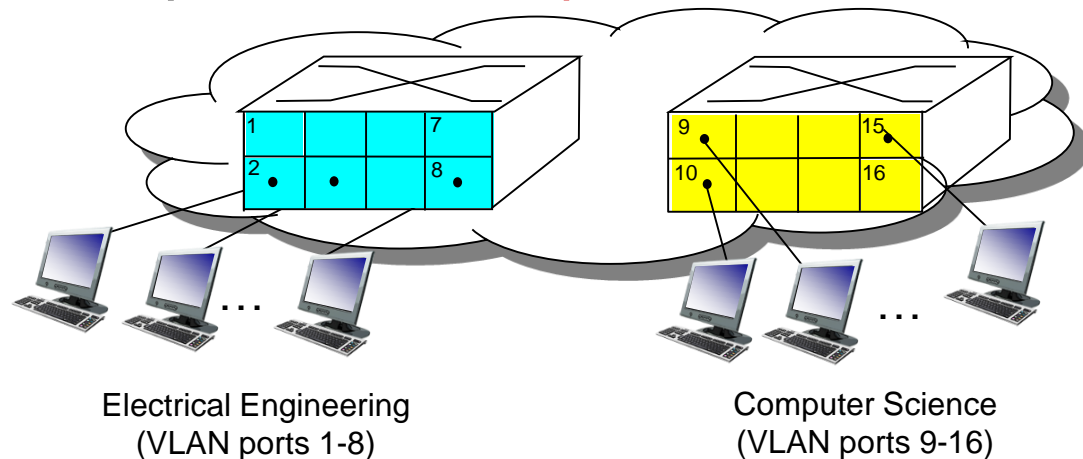 1 7
2 8
9 15
10 16
...
...
Electrical Engineering
(VLAN ports 1-8)
Computer Science
(VLAN ports 9-16)